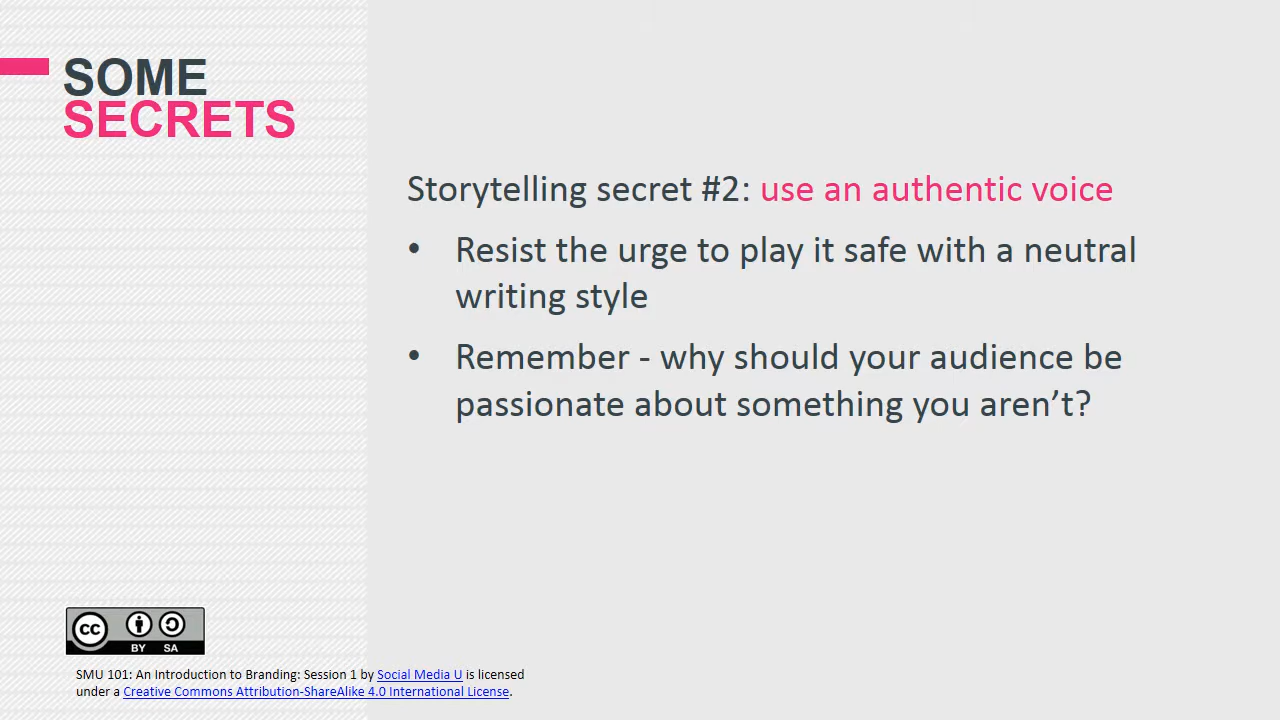 SOME
SECRETS
Storytelling secret #2: use an authentic voice
• Resist the urge to play it safe with a neutral
writing style
• Remember - why should your audience be
passionate about something you aren’t?
cc
BY SA
SMU 101: An Introduction to Branding: Session 1 by Social Media U is licensed
under a Creative Commons Attribution-ShareAlike 4.0 International License.